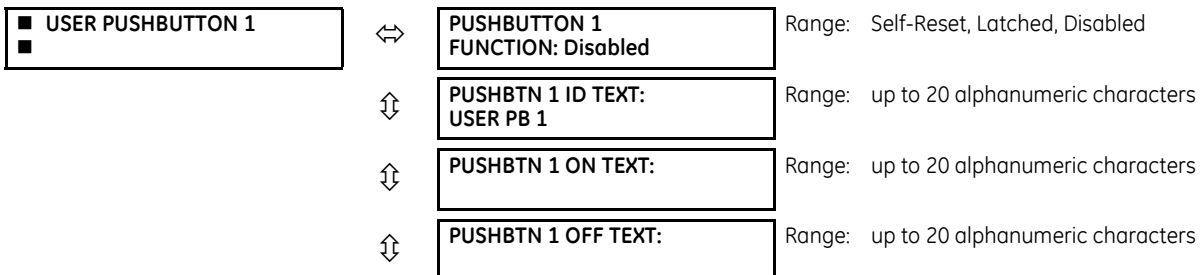 ■ USER PUSHBUTTON 1
■
PUSHBUTTON 1
FUNCTION: Disabled
Range: Self-Reset, Latched, Disabled
PUSHBTN 1 ID TEXT:
USER PB 1
Range: up to 20 alphanumeric characters
PUSHBTN 1 ON TEXT:
Range: up to 20 alphanumeric characters
PUSHBTN 1 OFF TEXT:
Range: up to 20 alphanumeric characters